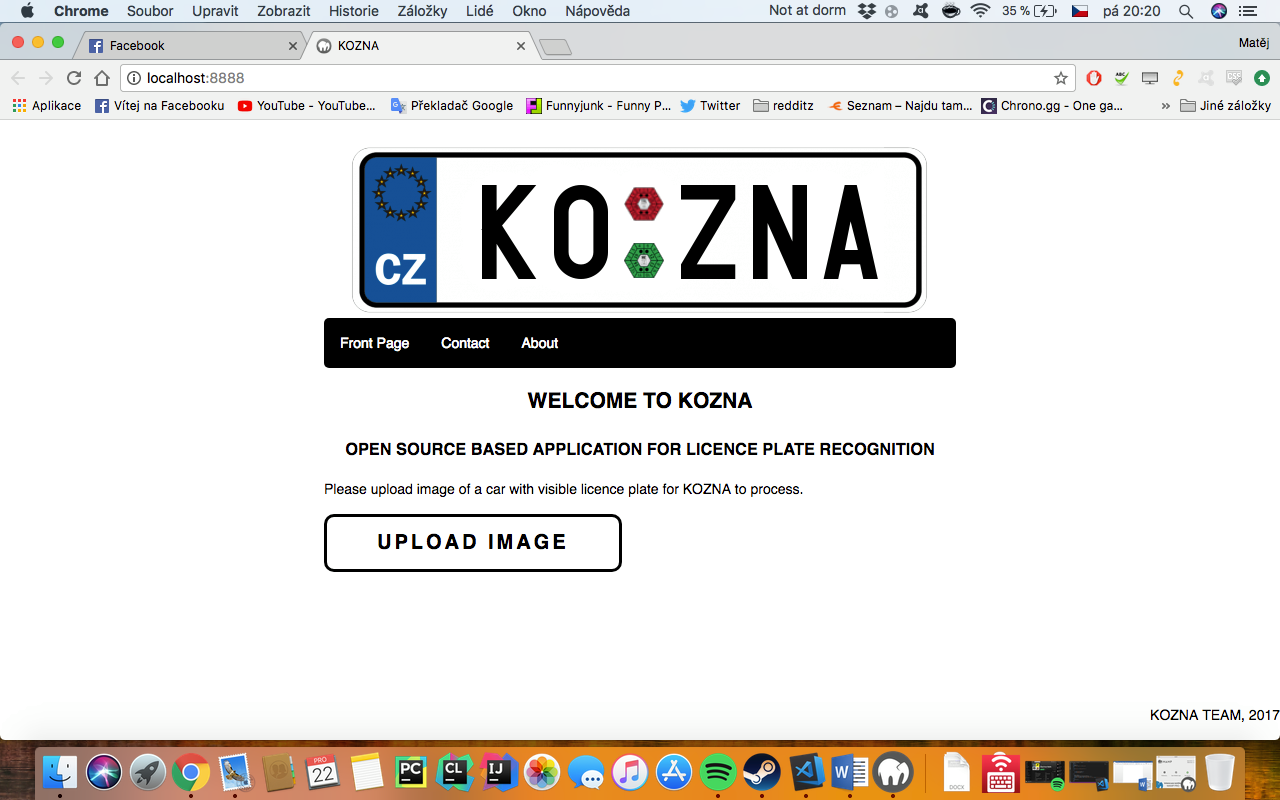 Chrome Soubor Upravit Zobrazit Historie Záložky Lidé Okno Nápověda Not at dorm 35 % pá 20:20
Facebook KOZNA Matěj
localhost:8888
Aplikace Vítej na Facebooku YouTube - YouTube... Překladač Google Funnyjunk - Funny P... Twitter redditz Seznam – Najdu tam... Chrono.gg - One ga... » Jiné záložky
CZ KO ZNA
Front Page Contact About
WELCOME TO KOZNA
OPEN SOURCE BASED APPLICATION FOR LICENCE PLATE RECOGNITION
Please upload image of a car with visible licence plate for KOZNA to process.
UPLOAD IMAGE
KOZNA TEAM, 2017
PRO
22
PC CL IJ W DOCX